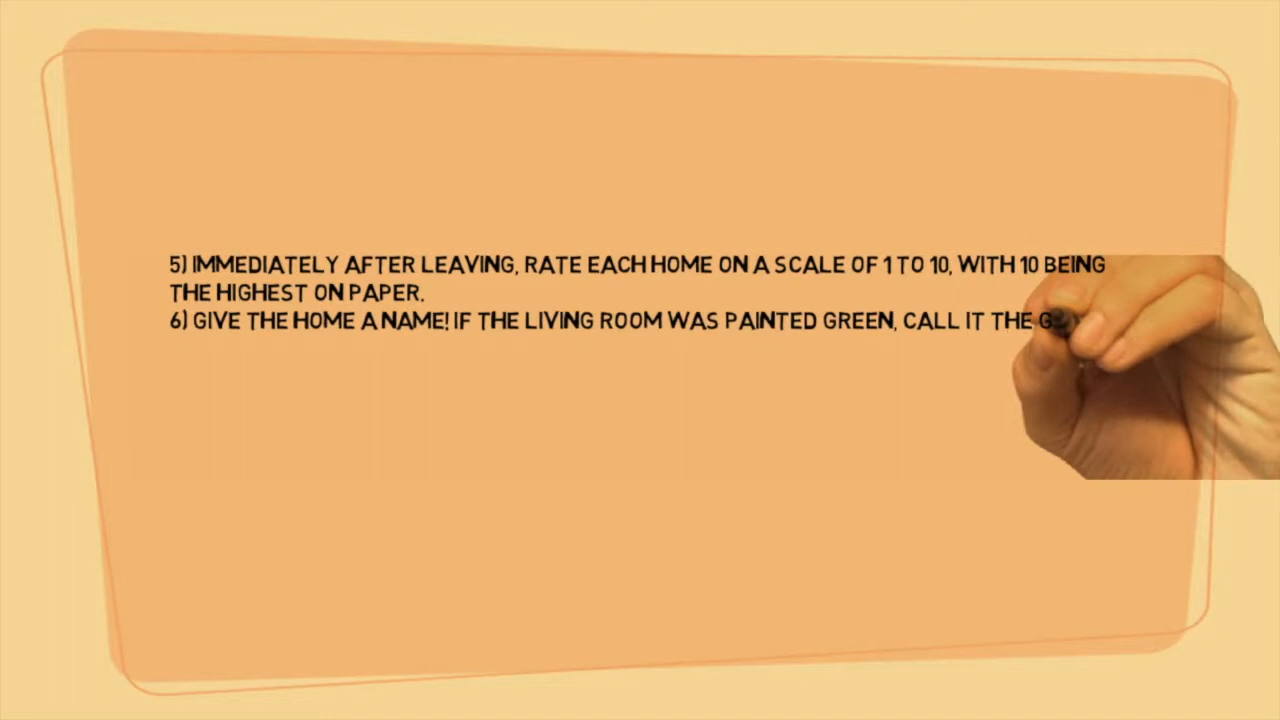 5) IMMEDIATELY AFTER LEAVING, RATE EACH HOME ON A SCALE OF 1 TO 10, WITH 10 BEING
THE HIGHEST ON PAPER.
6) GIVE THE HOME A NAME! IF THE LIVING ROOM WAS PAINTED GREEN, CALL IT THE